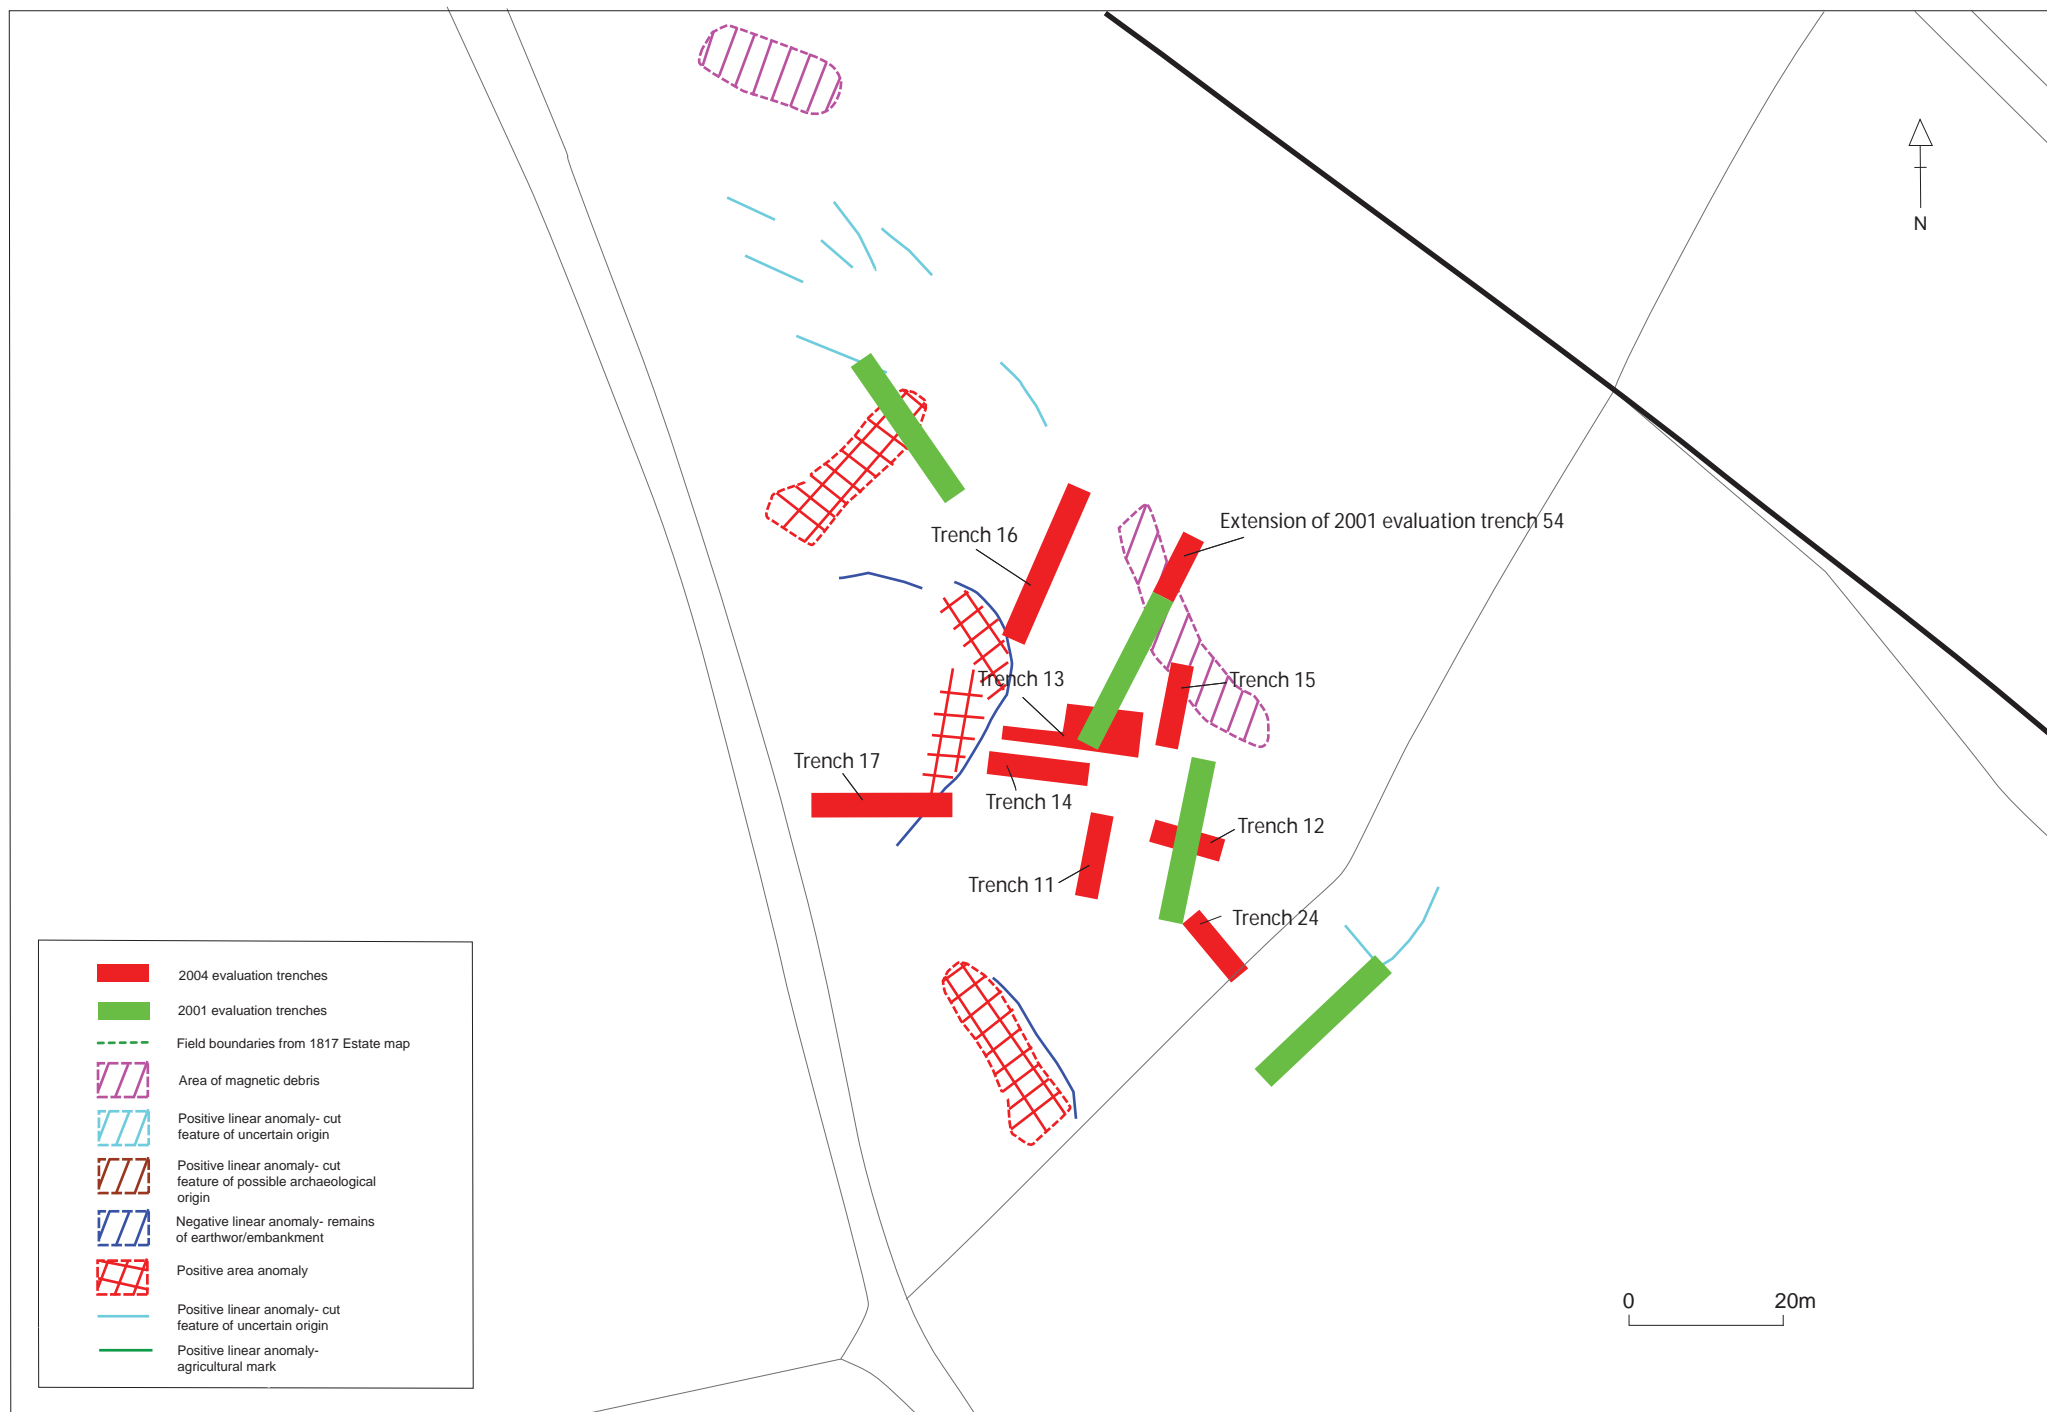 N
Extension of 2001 evaluation trench 54
Trench 16
Trench 13
Trench 15
Trench 17
Trench 14
Trench 12
Trench 11
Trench 24
2004 evaluation trenches
2001 evaluation trenches
Field boundaries from 1817 Estate map
Area of magnetic debris
Positive linear anomaly- cut
feature of uncertain origin
Positive linear anomaly- cut
feature of possible archaeological
origin
Negative linear anomaly- remains
of earthwor/embankment
Positive area anomaly
Positive linear anomaly- cut
feature of uncertain origin
Positive linear anomaly-
agricultural mark
0 20m